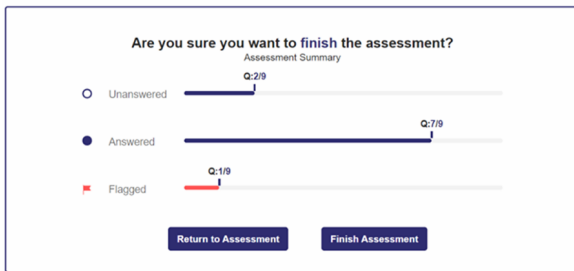 Are you sure you want to finish the assessment?
Assessment Summary
Q:2/9
Unanswered
Q:7/9
Answered
Q:1/9
Flagged
Return to Assessment
Finish Assessment